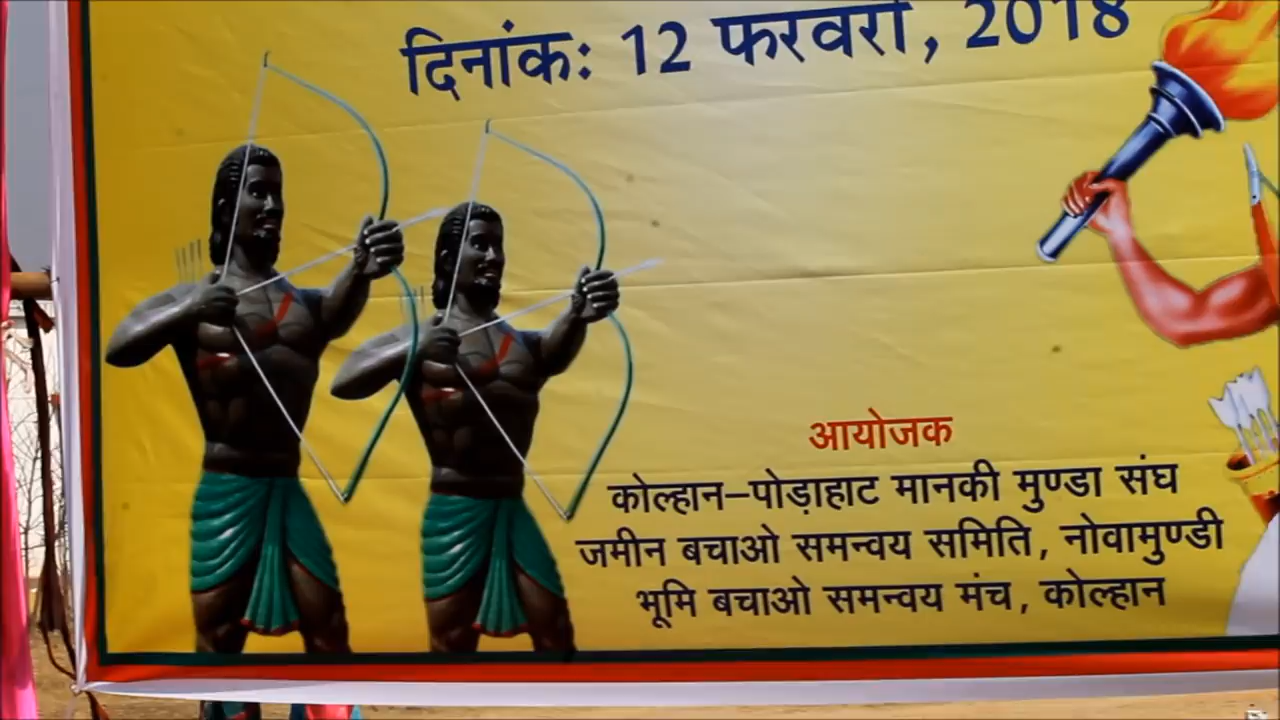 दिनांक: 12 फरवरी, 2018
आयोजक
कोल्हान–पोड़ाहाट मानकी मुण्डा संघ
जमीन बचाओ समन्वय समिति, नोवामुण्डी
भूमि बचाओ समन्वय मंच, कोल्हान